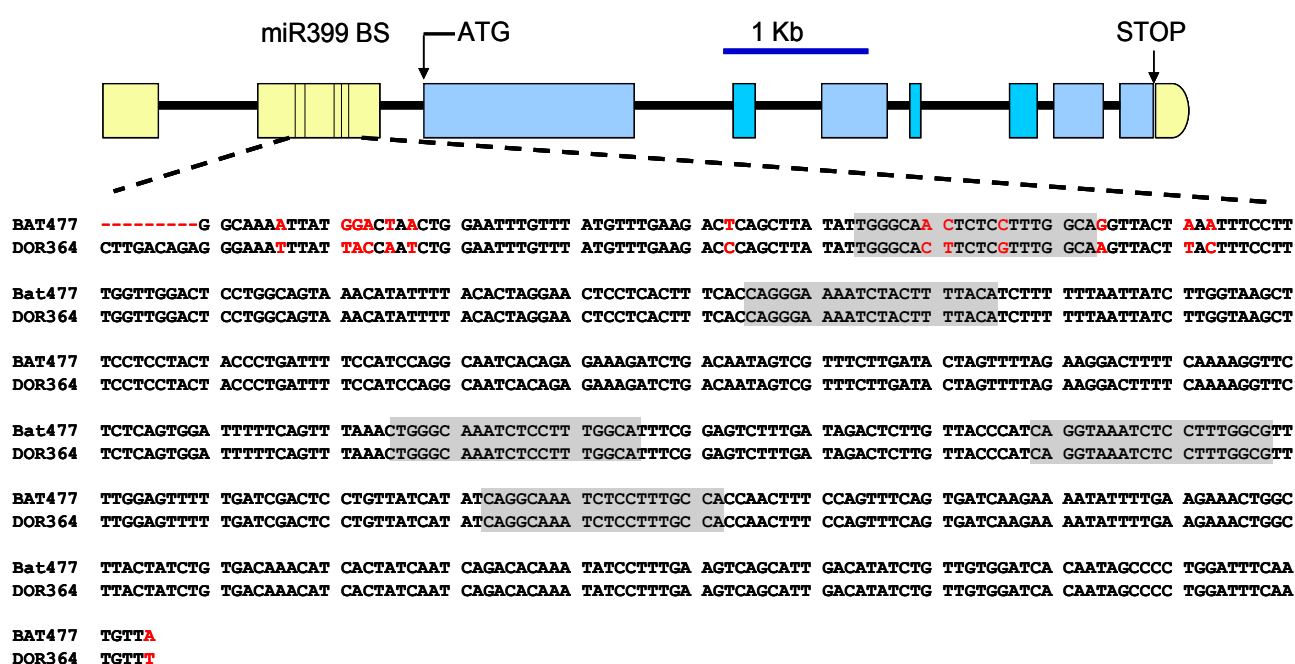 miR399 BS
ATG
1 Kb
STOP
BAT477 ---------G GCAAAATTAT GGACTAACTG GAATTTGTTT ATGTTTGAAG ACTCAGCTTA TATTGGGCAA CTCTCCTTTG GCAGGTTACT AAATTTCCTT
DOR364 CTTGACAGAG GGAAATTTAT TACCAATCTG GAATTTGTTT ATGTTTGAAG ACCCAGCTTA TATTGGGCAC TTCTCGTTTG GCAAGTTACT TACTTTCCTT
Bat477 TGGTTGGACT CCTGGCAGTA AACATATTTT ACACTAGGAA CTCCTCACTT TCACCAGGGA AAATCTACTT TTTACATCTTT TTTAATTATC TTGGTAAGCT
DOR364 TGGTTGGACT CCTGGCAGTA AACATATTTT ACACTAGGAA CTCCTCACTT TCACCAGGGA AAATCTACTT TTTACATCTTT TTTAATTATC TTGGTAAGCT
BAT477 TCCTCCTACT ACCCTGATTT TCCATCCAGG CAATCACAGA GAAAGATCTG ACAATAGTCG TTTCTTGATA CTAGTTTTAG AAGGACTTTT CAAAAGGTTC
DOR364 TCCTCCTACT ACCCTGATTT TCCATCCAGG CAATCACAGA GAAAGATCTG ACAATAGTCG TTTCTTGATA CTAGTTTTAG AAGGACTTTT CAAAAGGTTC
Bat477 TCTCAGTGGA TTTTTCAGTT TAAACTGGGC AAATCTCCTT TGGCATTTCG GAGTCTTTGA TAGACTCTTG TTACCCATCA GGTAAATCTC CTTTGGCGTT
DOR364 TCTCAGTGGA TTTTTCAGTT TAAACTGGGC AAATCTCCTT TGGCATTTCG GAGTCTTTGA TAGACTCTTG TTACCCATCA GGTAAATCTC CTTTGGCGTT
BAT477 TTGGAGTTTT TGATCGACTC CTGTTATCAT ATCAGGCAAA TCTCCTTTGC CACCAACTTT CCAGTTTCAG TGATCAAGAA AATATTTTGA AGAAACTGGC
DOR364 TTGGAGTTTT TGATCGACTC CTGTTATCAT ATCAGGCAAA TCTCCTTTGC CACCAACTTT CCAGTTTCAG TGATCAAGAA AATATTTTGA AGAAACTGGC
Bat477 TTACTATCTG TGACAAACAT CACTATCAAT CAGACACAAA TATCCTTTGA AGTCAGCATT GACATATCTG TTGTGGATCA CAATAGCCCC TGGATTTCAA
DOR364 TTACTATCTG TGACAAACAT CACTATCAAT CAGACACAAA TATCCTTTGA AGTCAGCATT GACATATCTG TTGTGGATCA CAATAGCCCC TGGATTTCAA
BAT477 TGTTA
DOR364 TGTTT